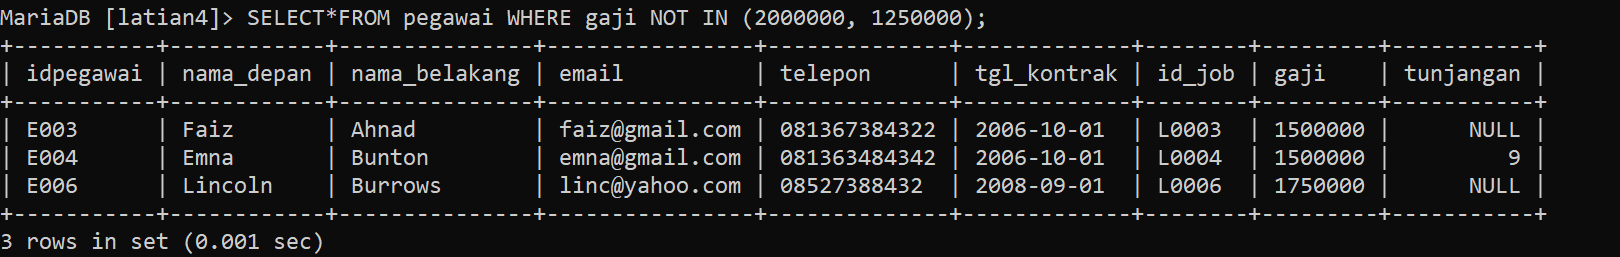 MariaDB [latian4]> SELECT*FROM pegawai WHERE gaji NOT IN (2000000, 1250000);
+-----------+------------+---------------+----------------+--------------+-------------+--------+---------+-----------+
| idpegawai | nama_depan | nama_belakang | email          | telepon      | tgl_kontrak | id_job | gaji    | tunjangan |
+-----------+------------+---------------+----------------+--------------+-------------+--------+---------+-----------+
| E003      | Faiz       | Ahnad         | faiz@gmail.com | 081367384322 | 2006-10-01  | L0003  | 1500000 |      NULL |
| E004      | Emna       | Bunton        | emna@gmail.com | 081363484342 | 2006-10-01  | L0004  | 1500000 |         9 |
| E006      | Lincoln    | Burrows       | linc@yahoo.com | 08527388432  | 2008-09-01  | L0006  | 1750000 |      NULL |
+-----------+------------+---------------+----------------+--------------+-------------+--------+---------+-----------+
3 rows in set (0.001 sec)